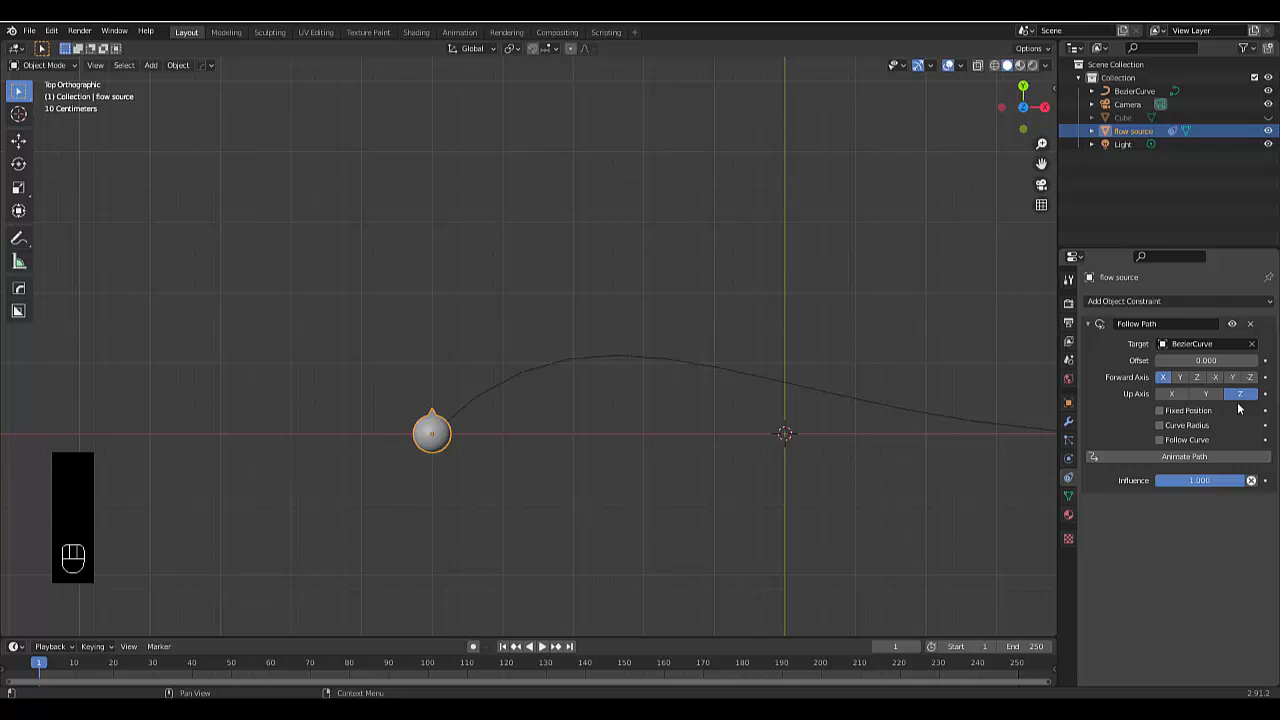 File Edit Render Window Help
Layout Modeling Sculpting UV Editing Texture Paint Shading Animation Rendering Compositing Scripting +
Scene
View Layer
Global
Options
Object Mode View Select Add Object
Top Orthographic
(1) Collection | flow source
10 Centimeters
Y
Z
X
Scene Collection
Collection
BezierCurve
Camera
Cube
flow source
Light
flow source
Add Object Constraint
Follow Path
Target BezierCurve
Offset 0.000
Forward Axis X Y Z -X -Y -Z
Up Axis X Y Z
Fixed Position
Curve Radius
Follow Curve
Animate Path
Influence 1.000
Playback Keying View Marker
1 Start 1 End 250
1 10 20 30 40 50 60 70 80 90 100 110 120 130 140 150 160 170 180 190 200 210 220 230 240 250
Pan View
Context Menu
2.91.2